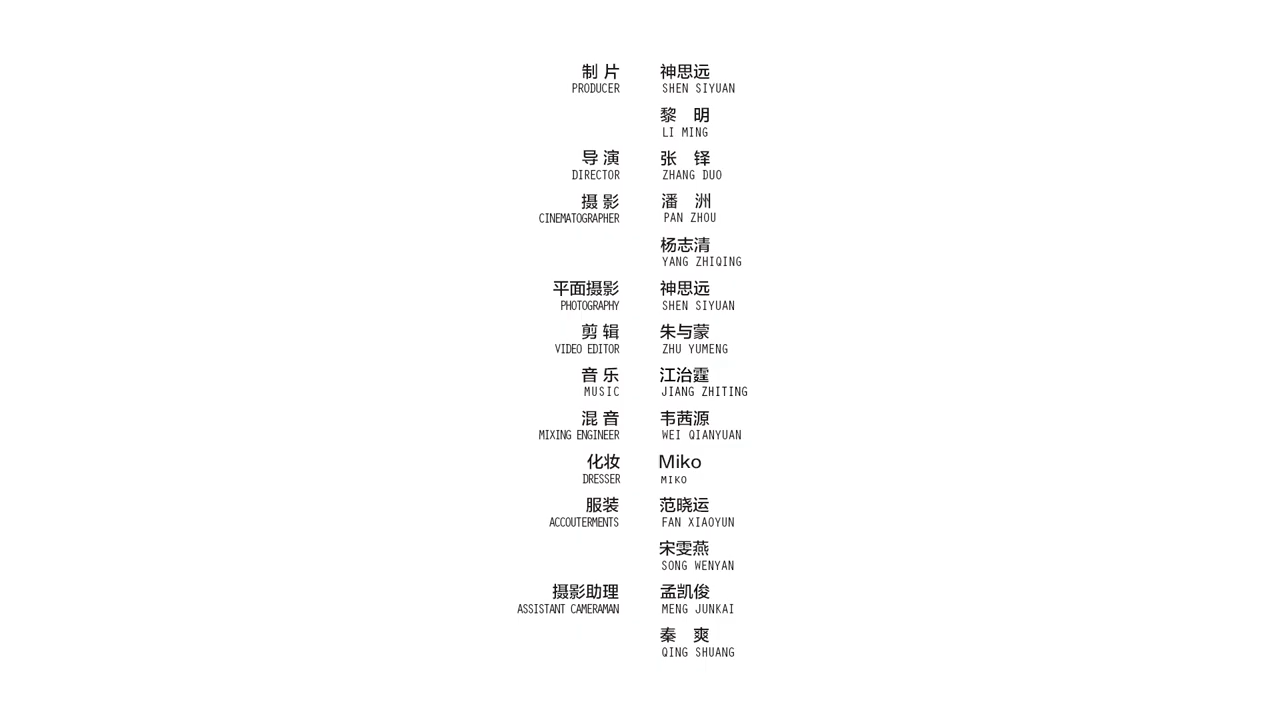 制 片 神思远
PRODUCER SHEN SIYUAN
黎 明
LI MING
导 演 张 铎
DIRECTOR ZHANG DUO
摄 影 潘 洲
CINEMATOGRAPHER PAN ZHOU
杨志清
YANG ZHIQING
平面摄影 神思远
PHOTOGRAPHY SHEN SIYUAN
剪 辑 朱与蒙
VIDEO EDITOR ZHU YUMENG
音 乐 江治霆
MUSIC JIANG ZHITING
混 音 韦茜源
MIXING ENGINEER WEI QIANYUAN
化妆 Miko
DRESSER MIKO
服装 范晓运
ACCOUTERMENTS FAN XIAOYUN
宋雯燕
SONG WENYAN
摄影助理 孟凯俊
ASSISTANT CAMERAMAN MENG JUNKAI
秦 爽
QING SHUANG